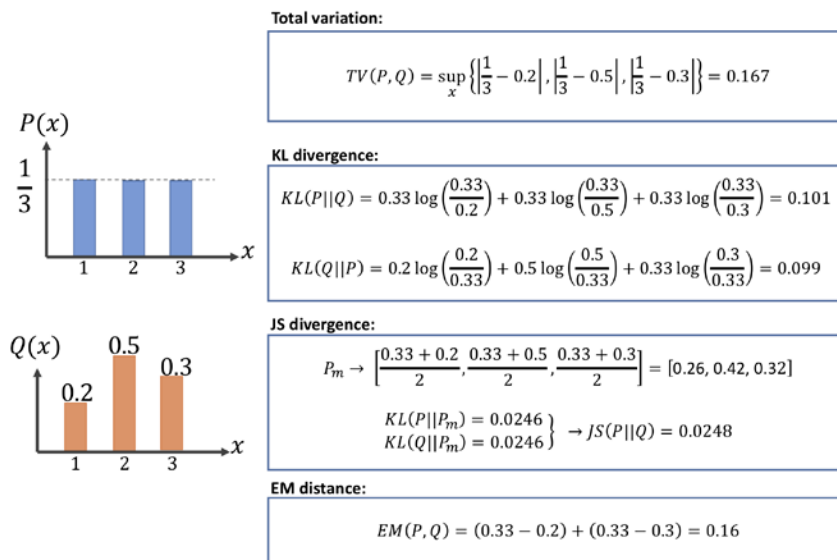 Total variation:
TV(P, Q) = sup_x {|1/3 − 0.2|, |1/3 − 0.5|, |1/3 − 0.3|} = 0.167
P(x)
1/3
1 2 3 x
KL divergence:
KL(P||Q) = 0.33 log(0.33/0.2) + 0.33 log(0.33/0.5) + 0.33 log(0.33/0.3) = 0.101
KL(Q||P) = 0.2 log(0.2/0.33) + 0.5 log(0.5/0.33) + 0.33 log(0.3/0.33) = 0.099
Q(x)
0.2 0.5 0.3
1 2 3 x
JS divergence:
P_m → [(0.33 + 0.2)/2, (0.33 + 0.5)/2, (0.33 + 0.3)/2] = [0.26, 0.42, 0.32]
KL(P||P_m) = 0.0246
KL(Q||P_m) = 0.0246 } → JS(P||Q) = 0.0248
EM distance:
EM(P, Q) = (0.33 − 0.2) + (0.33 − 0.3) = 0.16